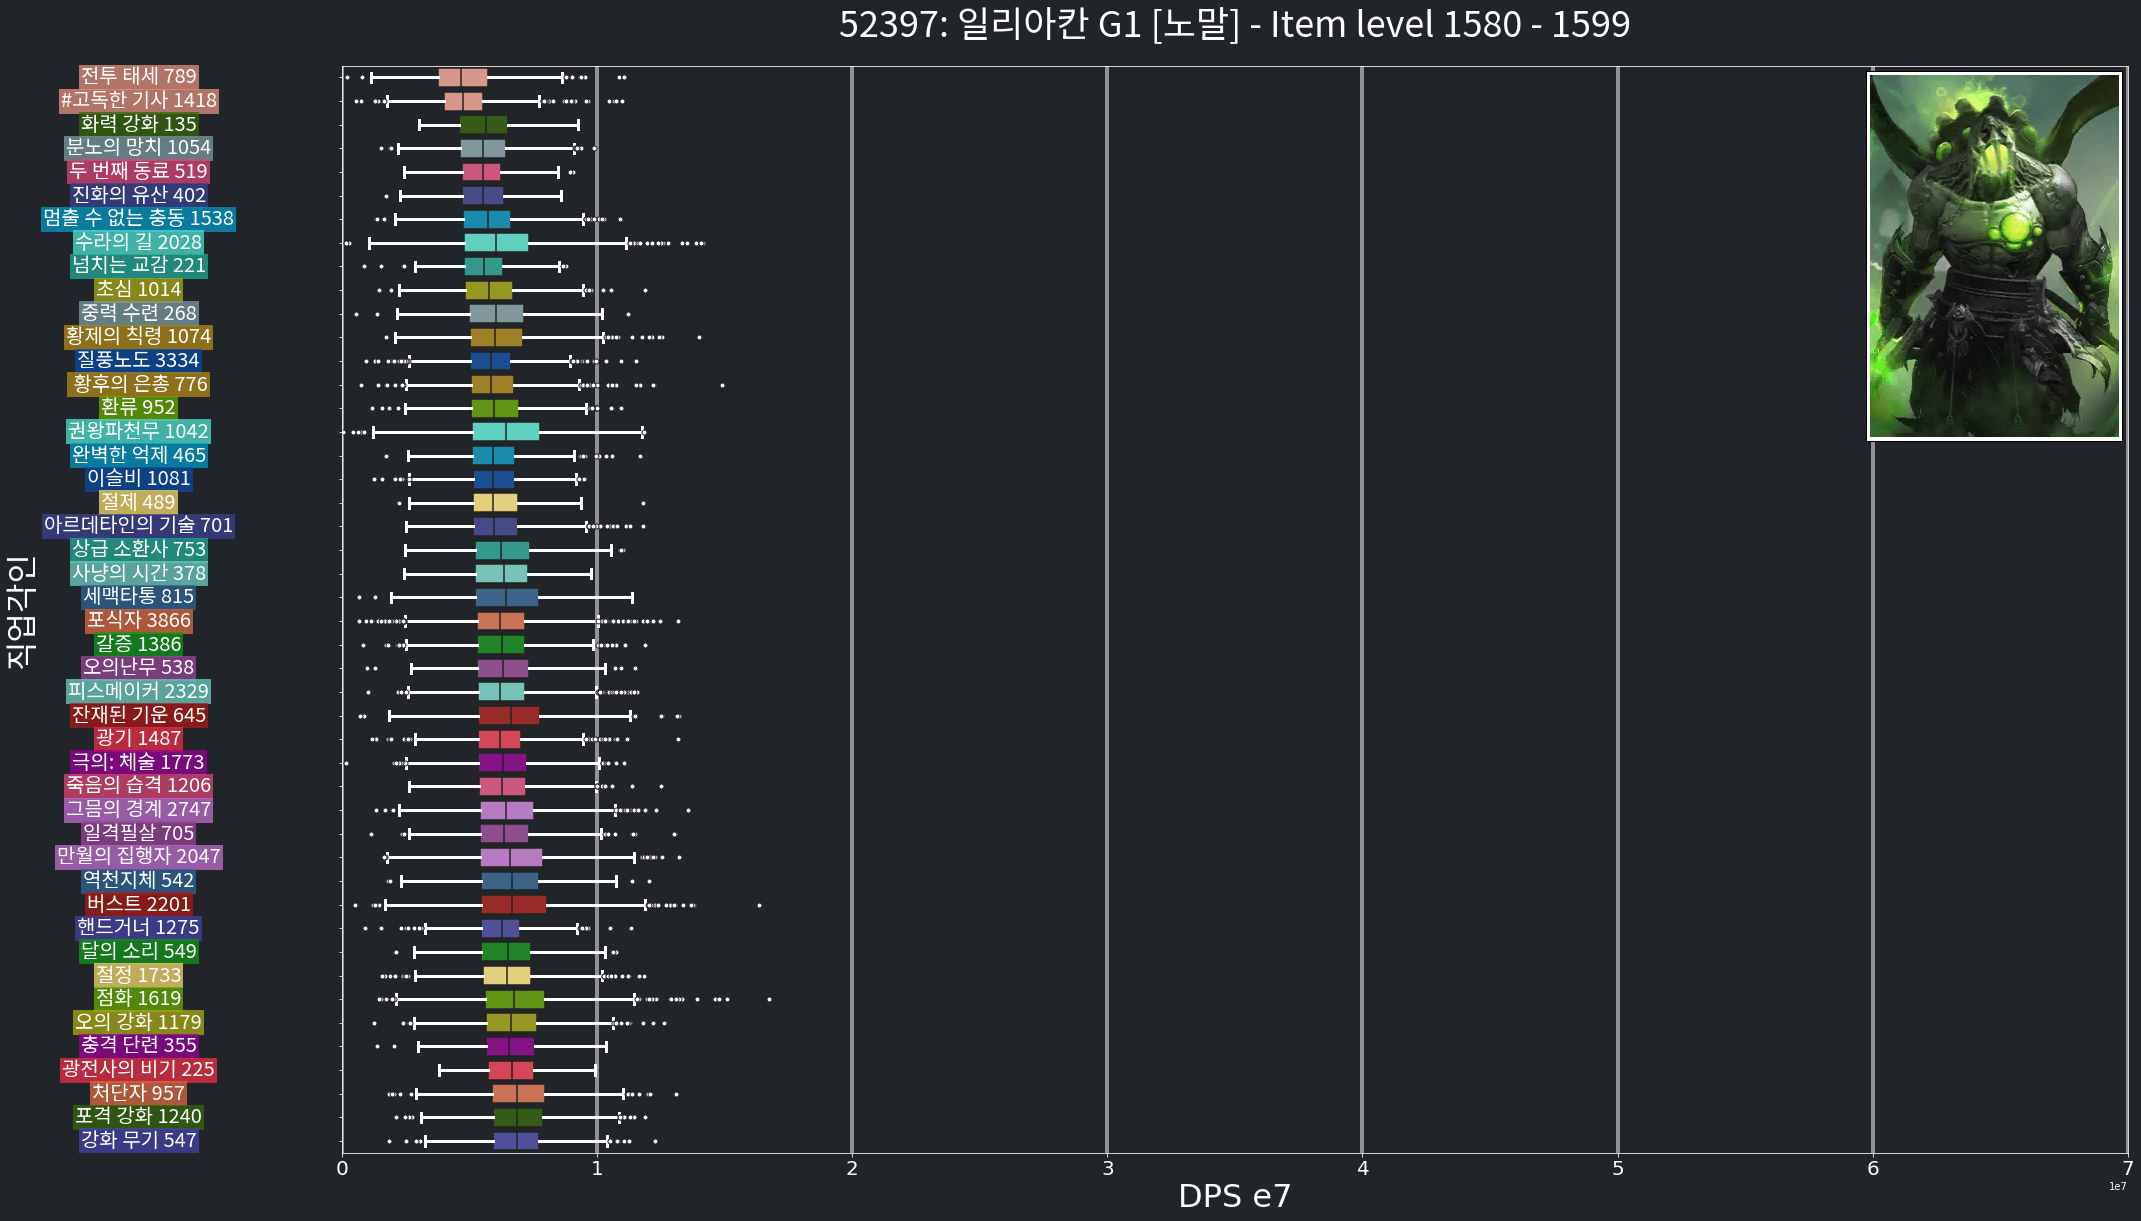 52397: 일리아칸 G1 [노말] - Item level 1580 - 1599
전투 태세 789
#고독한 기사 1418
화력 강화 135
분노의 망치 1054
두 번째 동료 519
진화의 유산 402
멈출 수 없는 충동 1538
수라의 길 2028
넘치는 교감 221
초심 1014
중력 수련 268
황제의 칙령 1074
질풍노도 3334
황후의 은총 776
환류 952
권왕파천무 1042
완벽한 억제 465
이슬비 1081
절제 489
아르데타인의 기술 701
상급 소환사 753
사냥의 시간 378
세맥타통 815
포식자 3866
갈증 1386
오의난무 538
피스메이커 2329
잔재된 기운 645
광기 1487
극의: 체술 1773
죽음의 습격 1206
그믐의 경계 2747
일격필살 705
만월의 집행자 2047
역천지체 542
버스트 2201
핸드거너 1275
달의 소리 549
절정 1733
점화 1619
오의 강화 1179
충격 단련 355
광전사의 비기 225
처단자 957
포격 강화 1240
강화 무기 547
직업각인
0 1 2 3 4 5 6 7
1e7
DPS e7